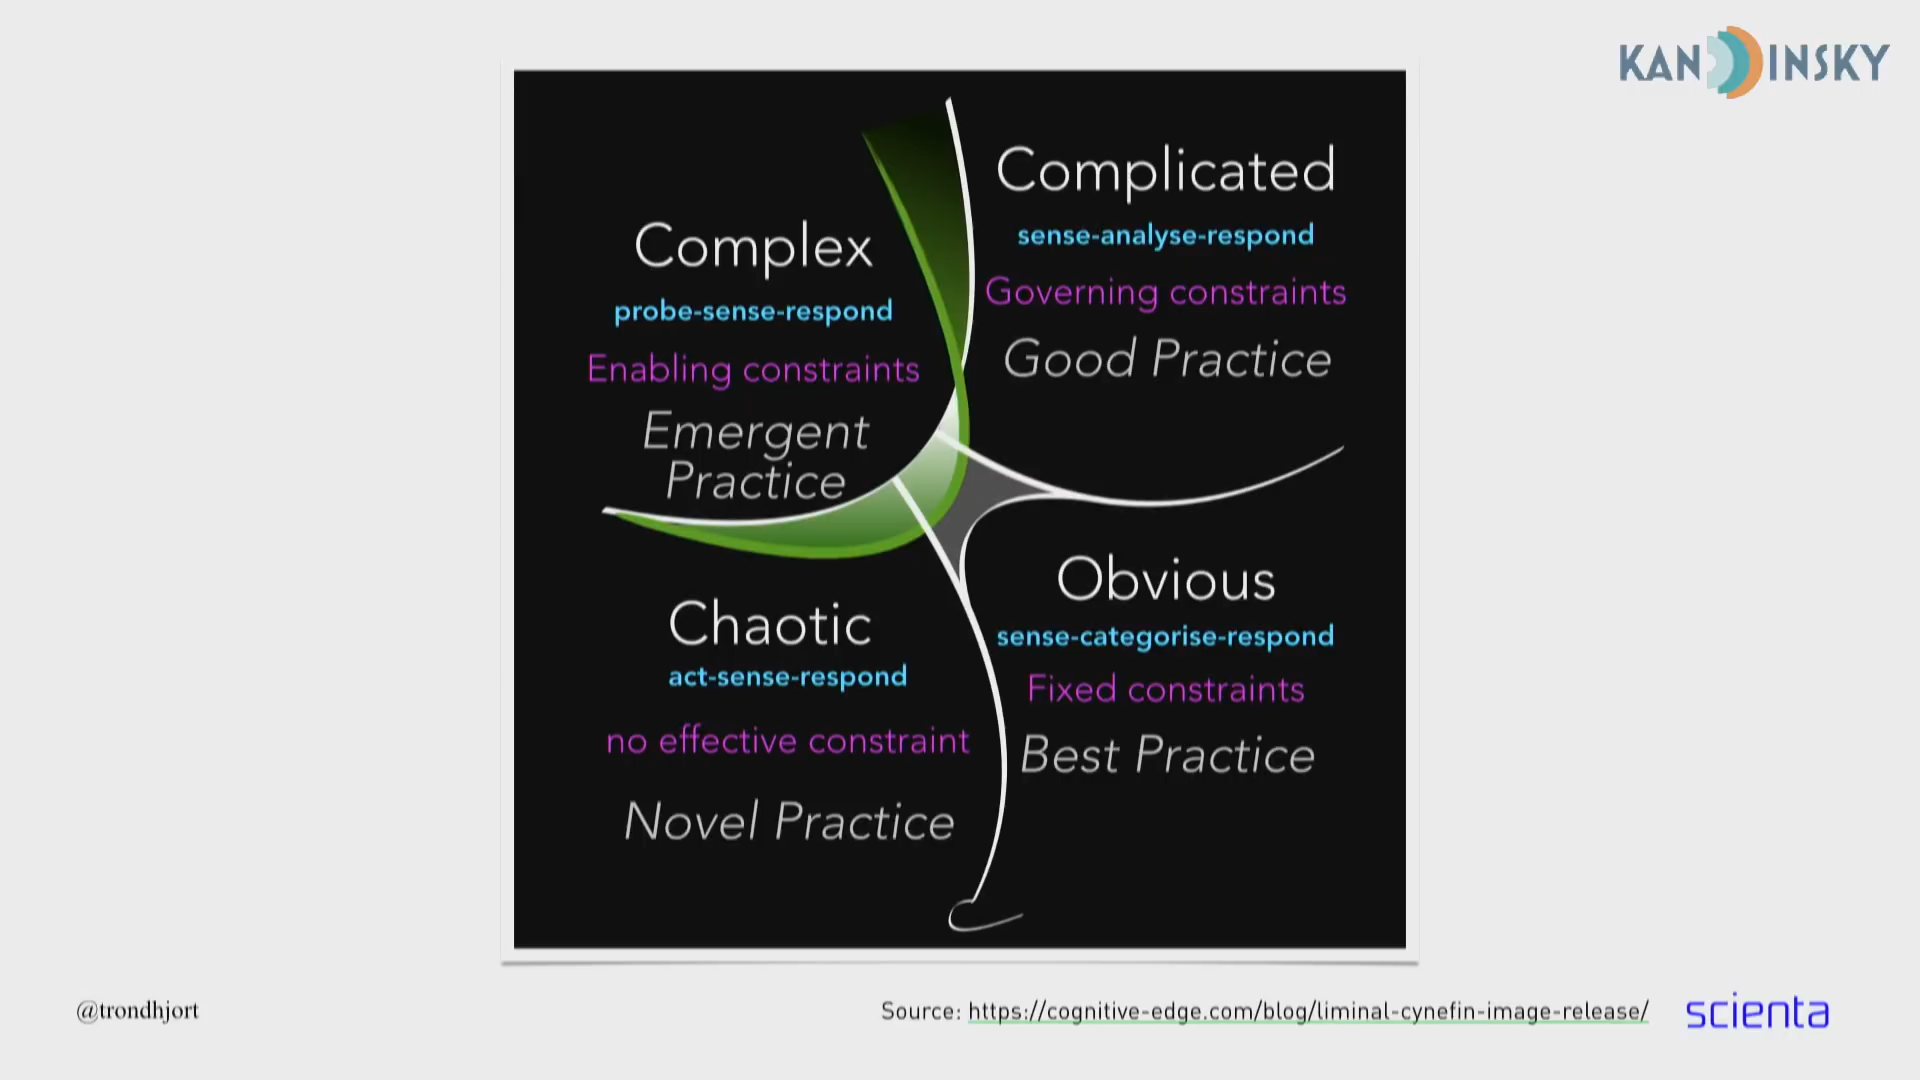 KANDINSKY
Complex
probe-sense-respond
Enabling constraints
Emergent
Practice
Complicated
sense-analyse-respond
Governing constraints
Good Practice
Chaotic
act-sense-respond
no effective constraint
Novel Practice
Obvious
sense-categorise-respond
Fixed constraints
Best Practice
@trondhjort
Source: https://cognitive-edge.com/blog/liminal-cynefin-image-release/
scienta